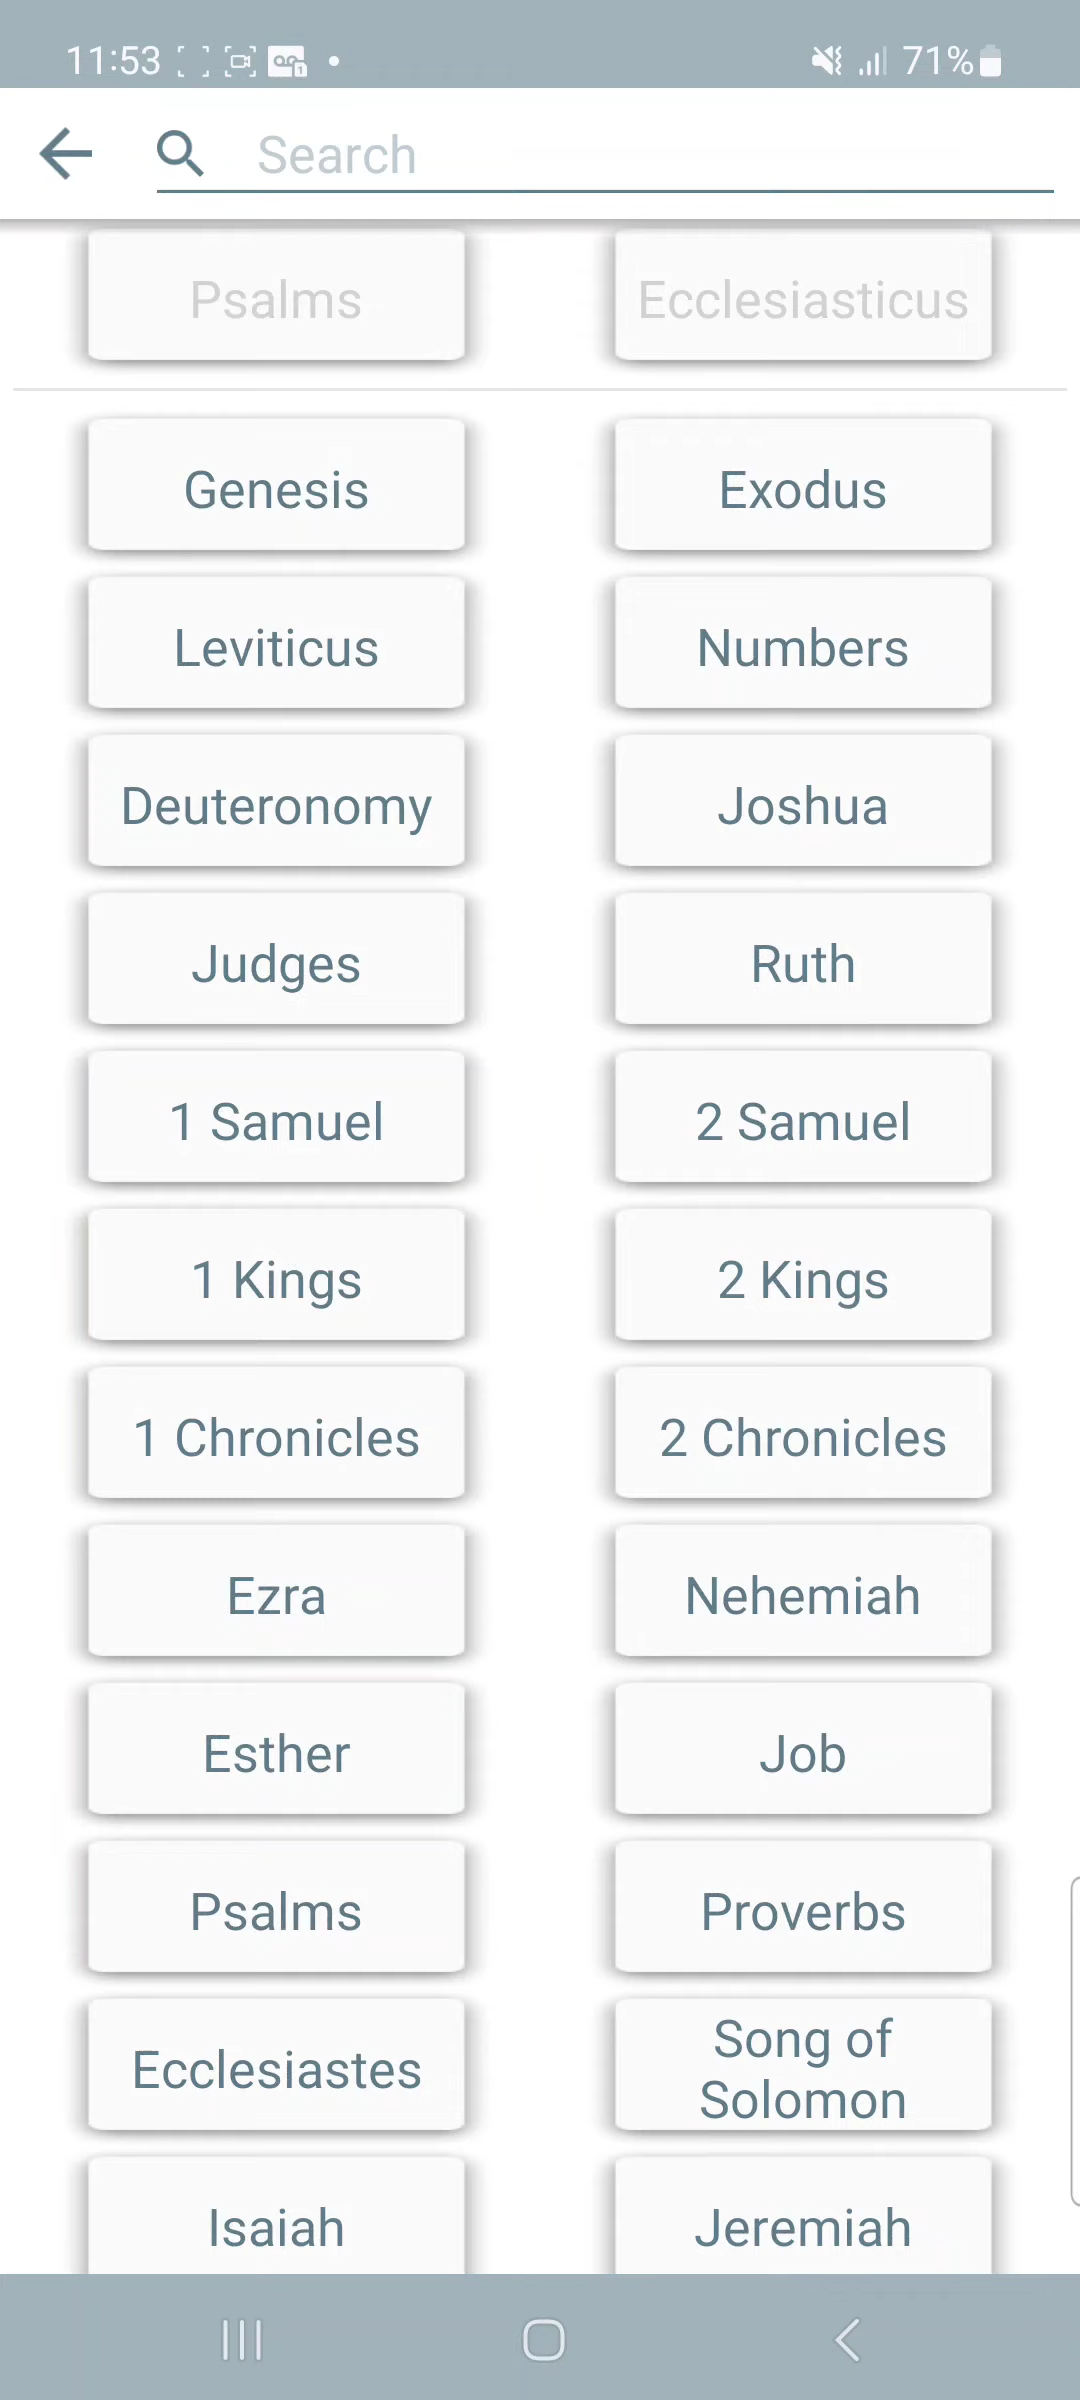 11:53
71%
Search
Psalms
Ecclesiasticus
Genesis
Exodus
Leviticus
Numbers
Deuteronomy
Joshua
Judges
Ruth
1 Samuel
2 Samuel
1 Kings
2 Kings
1 Chronicles
2 Chronicles
Ezra
Nehemiah
Esther
Job
Psalms
Proverbs
Ecclesiastes
Song of
Solomon
Isaiah
Jeremiah